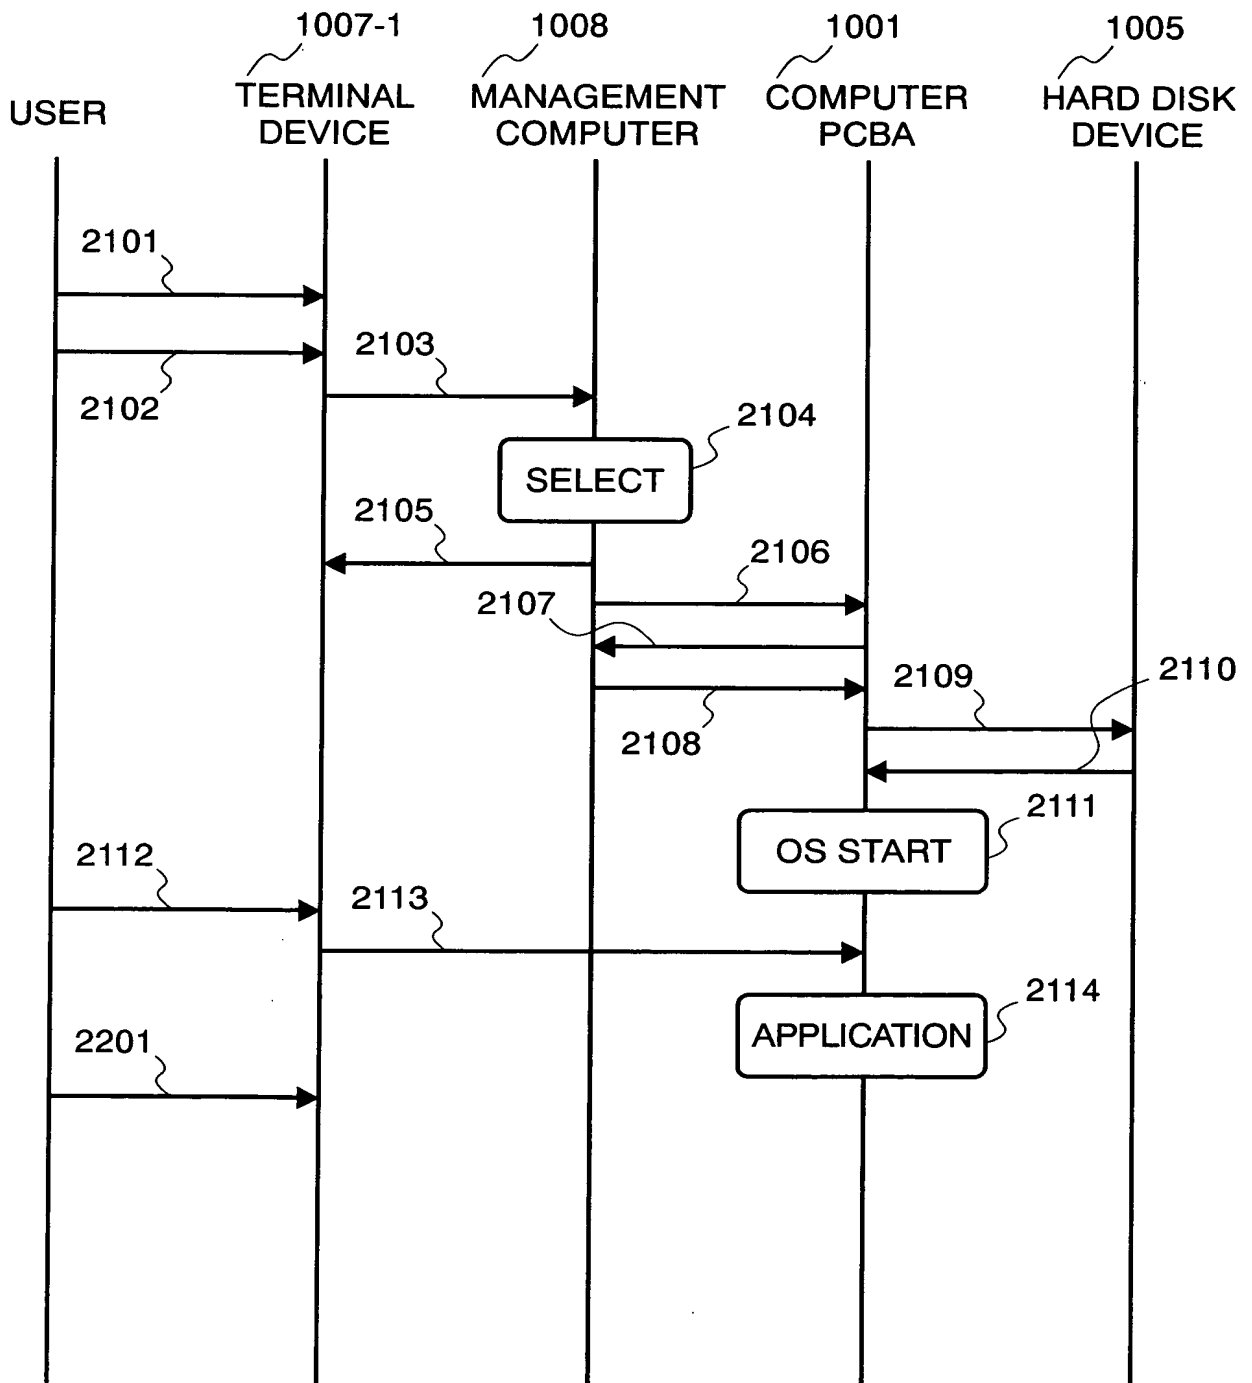 1007-1
1008
1001
1005
USER
TERMINAL
DEVICE
MANAGEMENT
COMPUTER
COMPUTER
PCBA
HARD DISK
DEVICE
2101
2102
2103
2104
SELECT
2105
2106
2107
2108
2109
2110
2111
OS START
2112
2113
2114
APPLICATION
2201